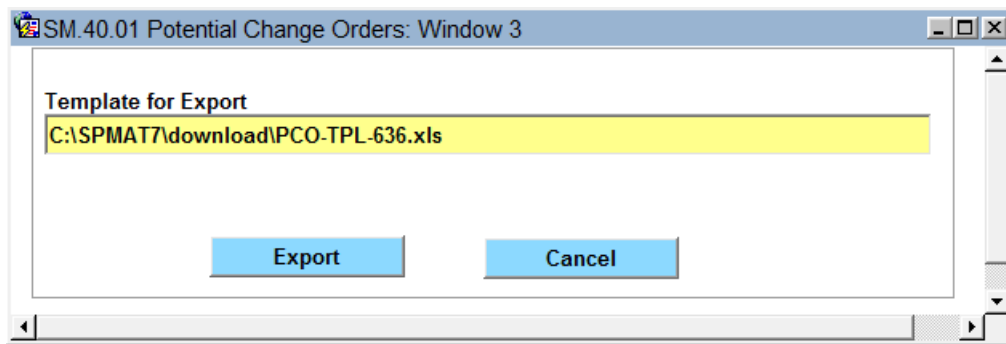 SM.40.01 Potential Change Orders: Window 3
Template for Export
C:\SPMAT7\download\PCO-TPL-636.xls
Export Cancel